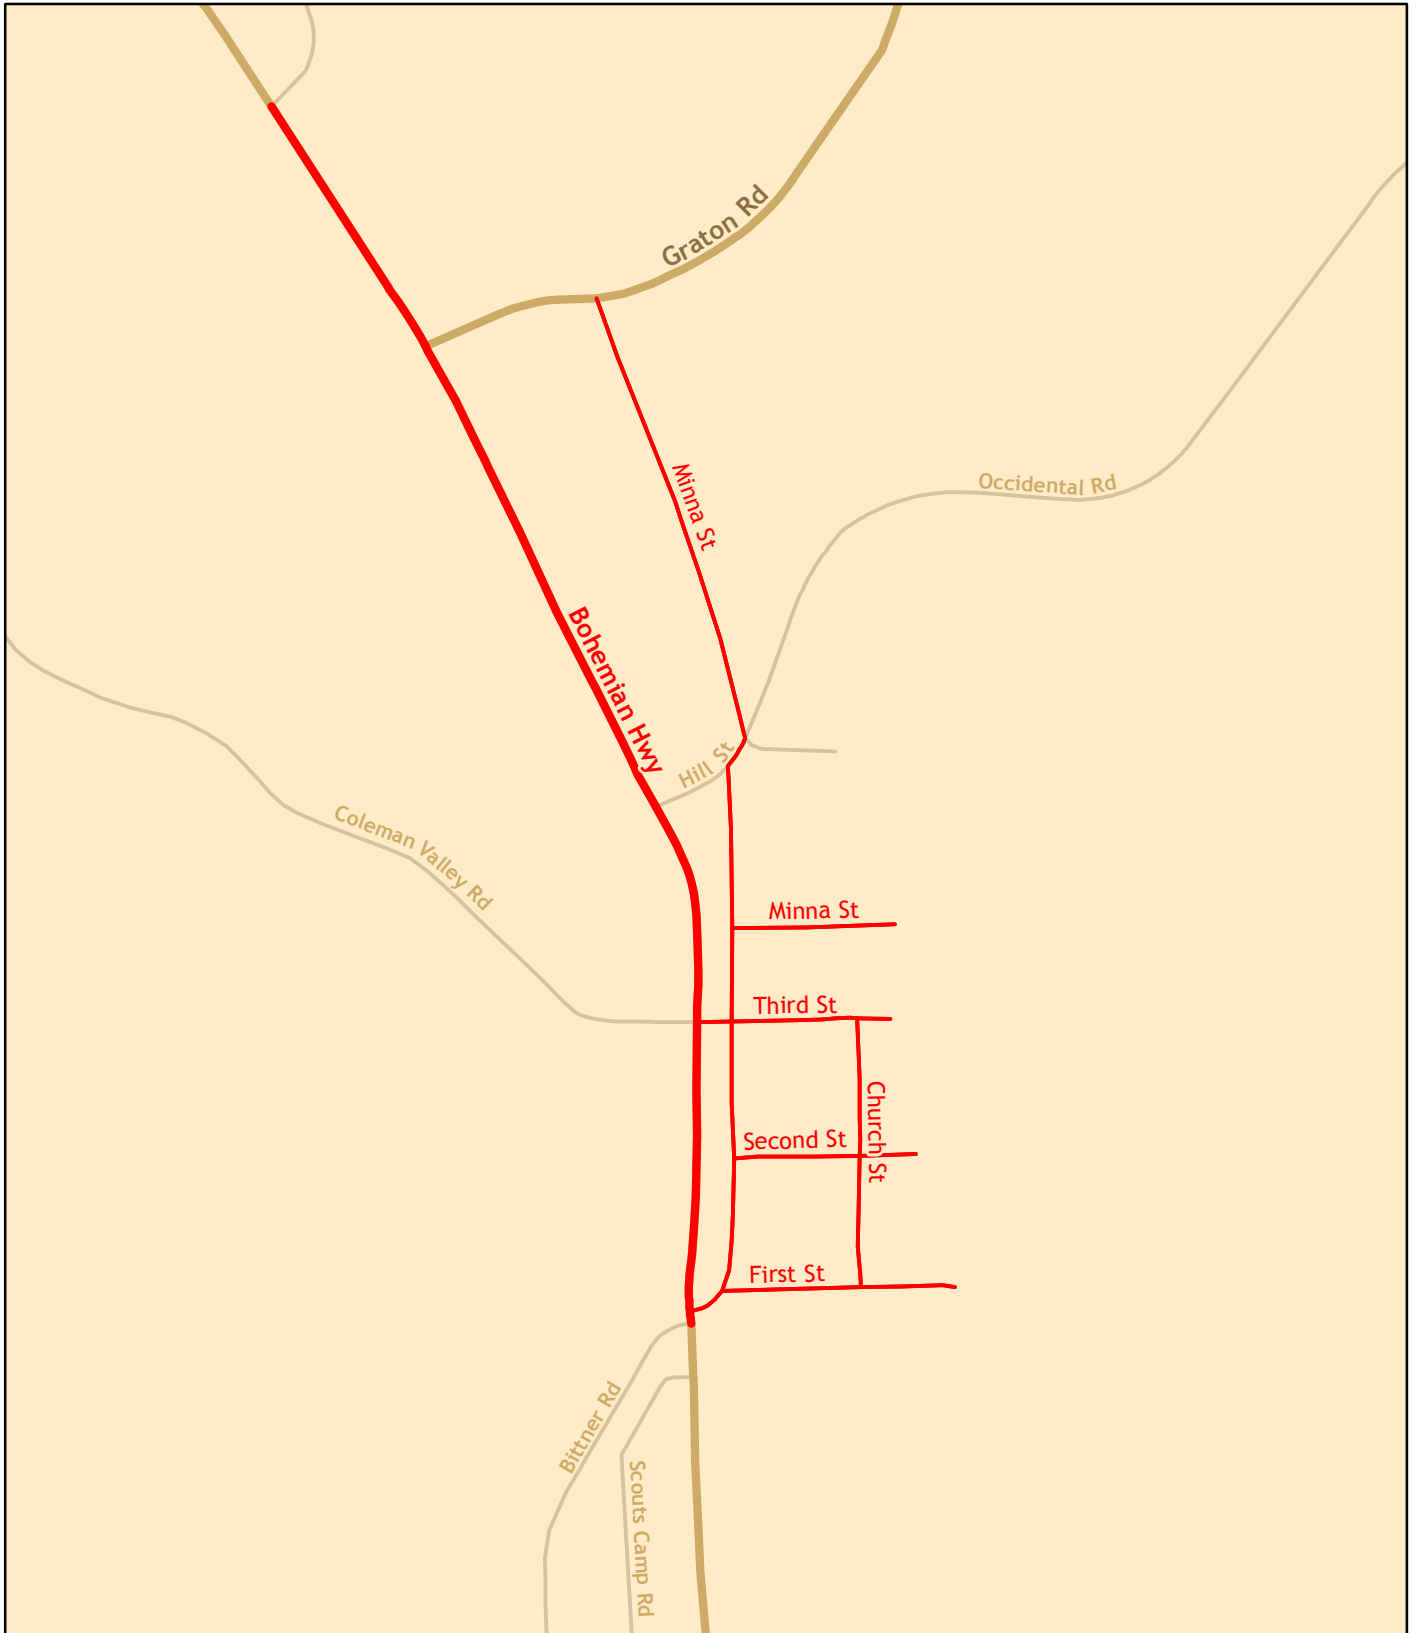 Graton Rd
Minna St
Occidental Rd
Bohemian Hwy
Hill St
Coleman Valley Rd
Minna St
Third St
Church St
Second St
First St
Bittner Rd
Scouts Camp Rd